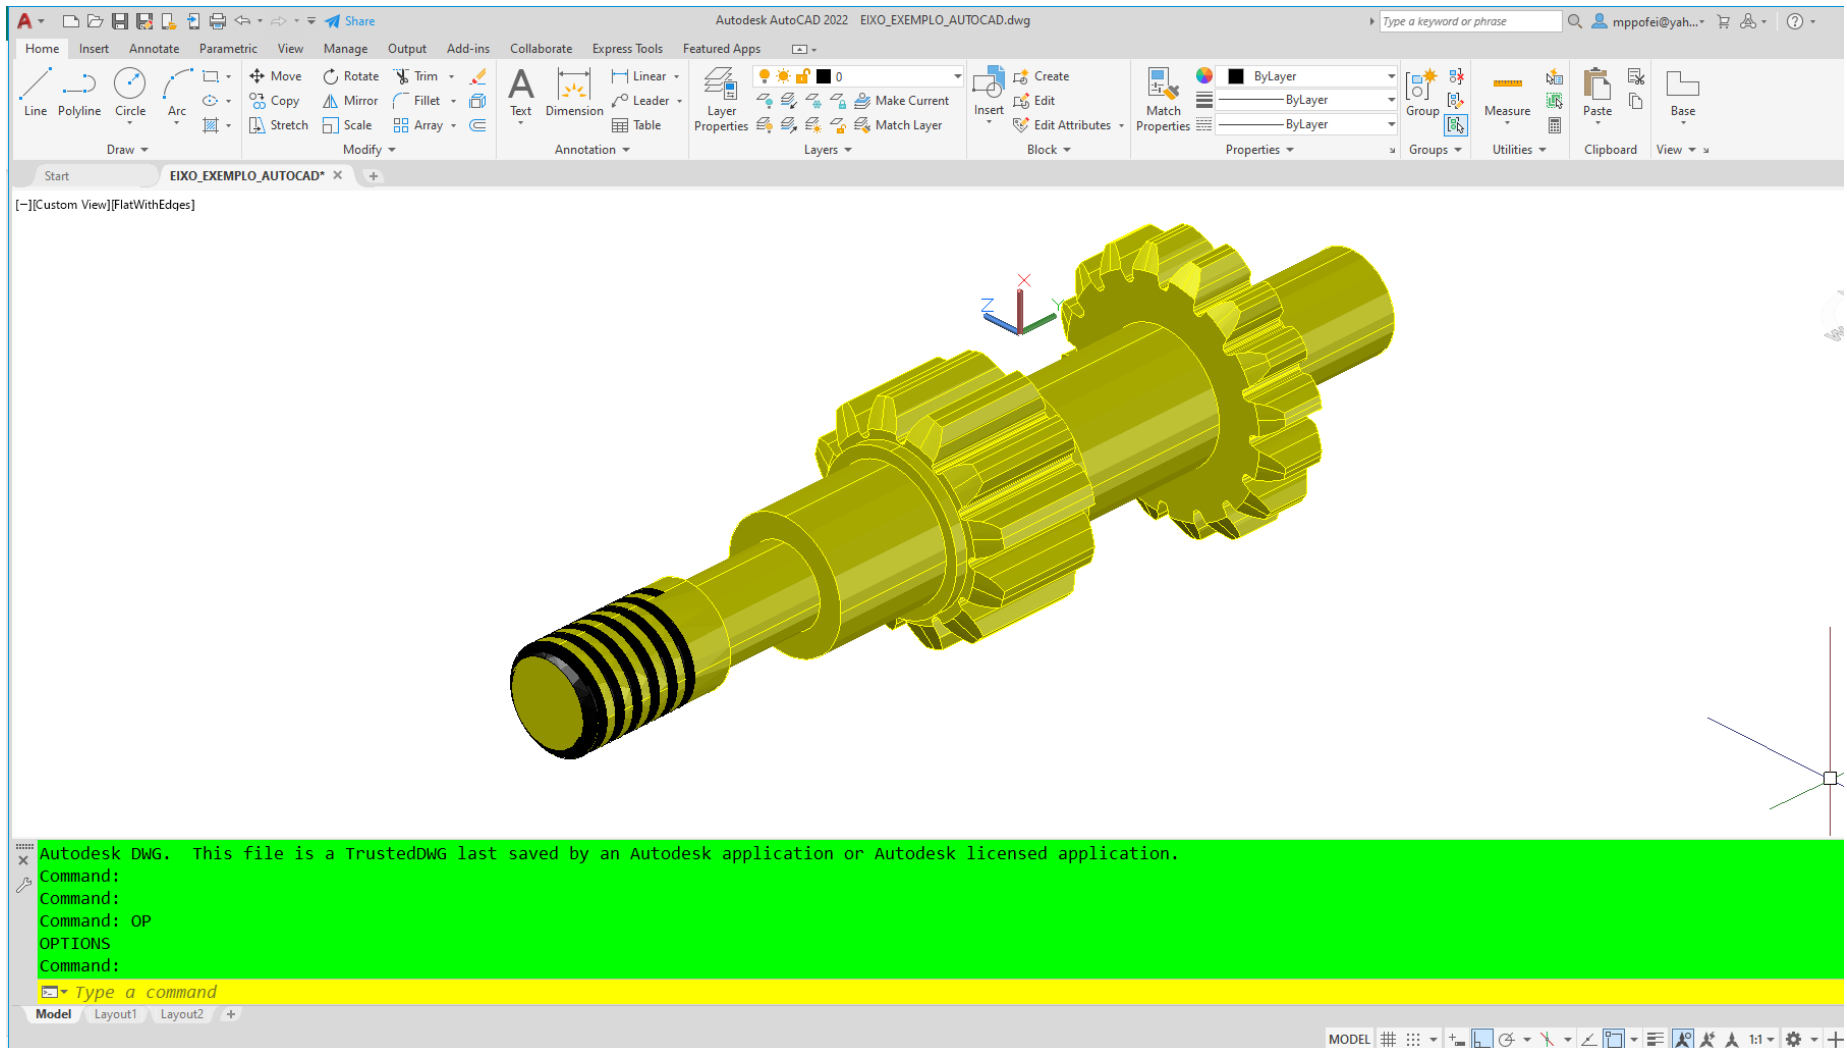 Share
Autodesk AutoCAD 2022 EIXO_EXEMPLO_AUTOCAD.dwg
Type a keyword or phrase
mppofei@yah...
Home Insert Annotate Parametric View Manage Output Add-ins Collaborate Express Tools Featured Apps
Line Polyline Circle Arc
Move Rotate Trim
Copy Mirror Fillet
Stretch Scale Array
Text Dimension
Linear
Leader
Table
Layer Properties
0
Make Current
Match Layer
Insert
Create
Edit
Edit Attributes
Match Properties
ByLayer
ByLayer
ByLayer
Group
Measure
Paste
Base
Draw Modify Annotation Layers Block Properties Groups Utilities Clipboard View
Start EIXO_EXEMPLO_AUTOCAD*
[−][Custom View][FlatWithEdges]
X
Z
Y
Autodesk DWG. This file is a TrustedDWG last saved by an Autodesk application or Autodesk licensed application.
Command:
Command:
Command: OP
OPTIONS
Command:
Type a command
Model Layout1 Layout2
MODEL 1:1